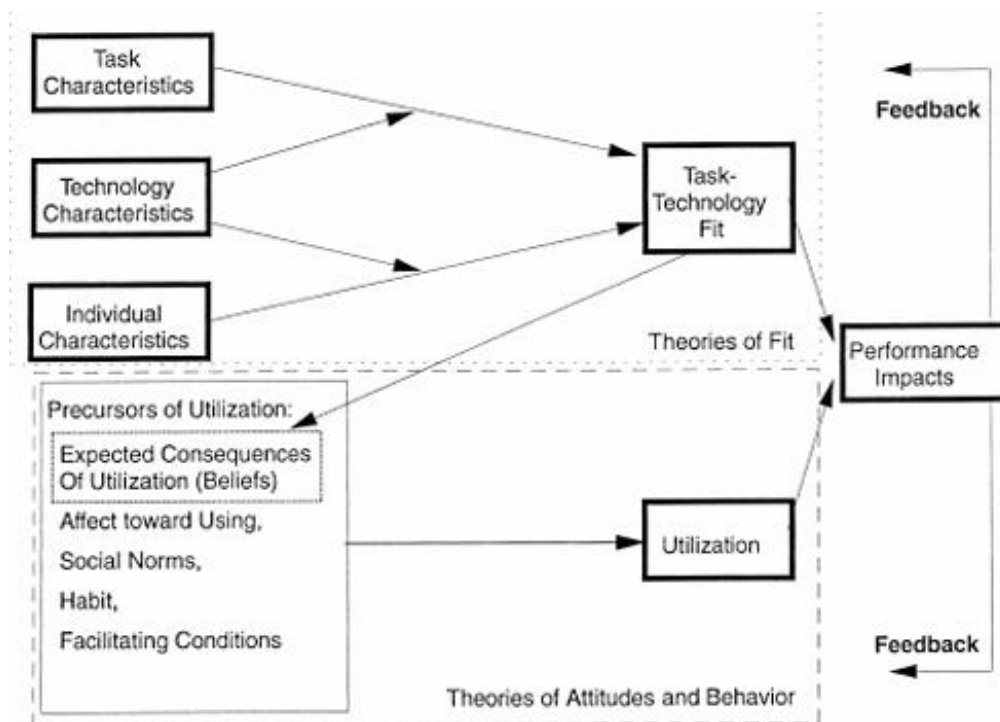 Task
Characteristics
Technology
Characteristics
Individual
Characteristics
Task-
Technology
Fit
Theories of Fit
Feedback
Performance
Impacts
Precursors of Utilization:
Expected Consequences
Of Utilization (Beliefs)
Affect toward Using,
Social Norms,
Habit,
Facilitating Conditions
Utilization
Feedback
Theories of Attitudes and Behavior